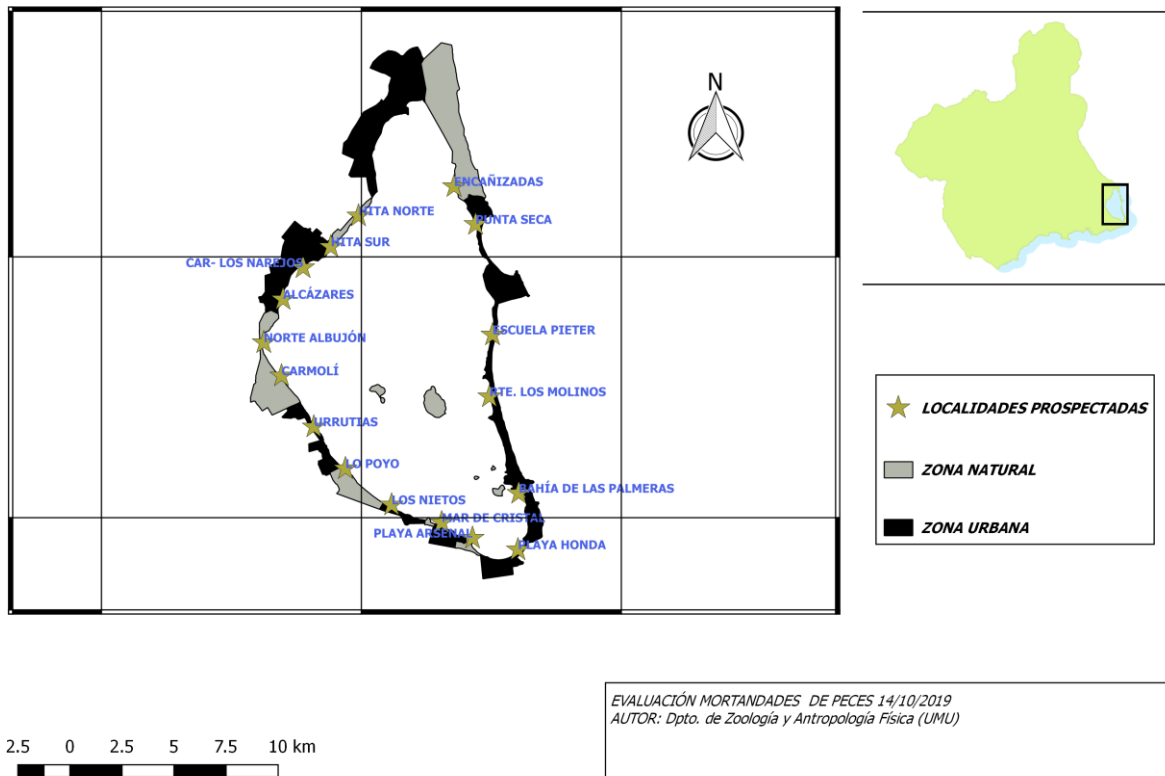 N
ENCAÑIZADAS
HITA NORTE
PUNTA SECA
HITA SUR
CAR- LOS NAREJOS
ALCÁZARES
ESCUELA PIETER
NORTE ALBUJÓN
CARMOLÍ
PTE. LOS MOLINOS
URRUTIAS
LO POYO
BAHÍA DE LAS PALMERAS
LOS NIETOS
MAR DE CRISTAL
PLAYA ARSENAL
PLAYA HONDA
LOCALIDADES PROSPECTADAS
ZONA NATURAL
ZONA URBANA
EVALUACIÓN MORTANDADES DE PECES 14/10/2019
AUTOR: Dpto. de Zoología y Antropología Física (UMU)
2.5 0 2.5 5 7.5 10 km